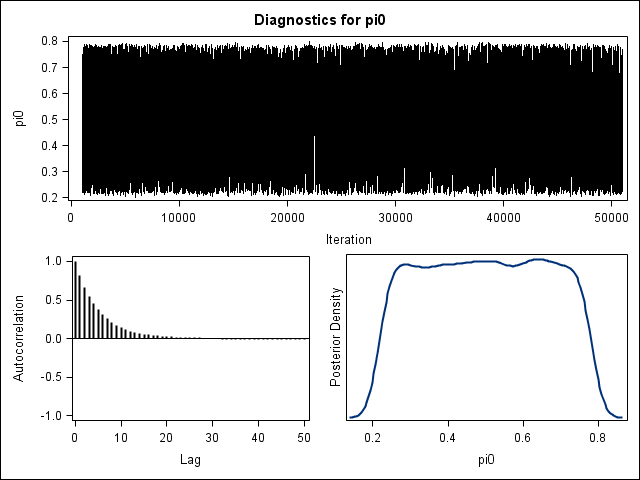 Diagnostics for pi0
0.8
0.7
0.6
0.5
0.4
0.3
0.2
pi0
0 10000 20000 30000 40000 50000
Iteration
1.0
0.5
0.0
-0.5
-1.0
Autocorrelation
0 10 20 30 40 50
Lag
Posterior Density
0.2 0.4 0.6 0.8
pi0